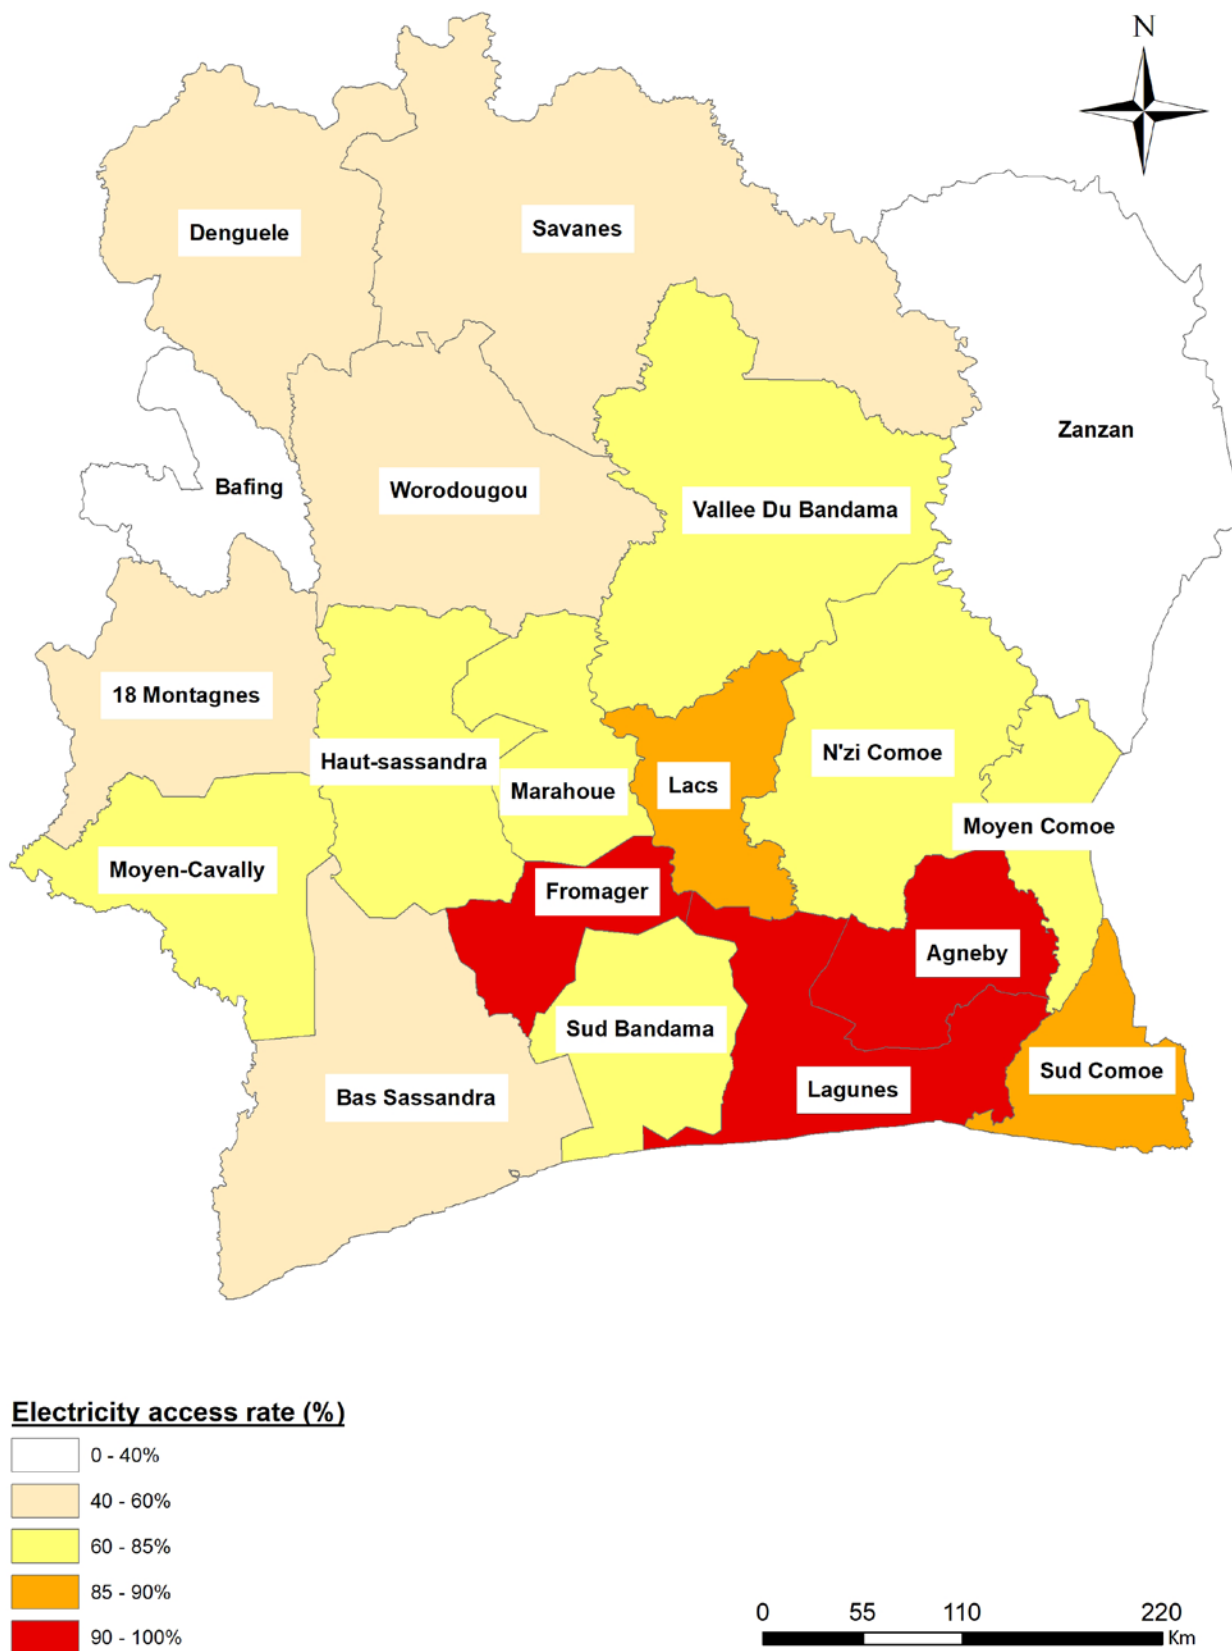 N
Denguele
Savanes
Zanzan
Bafing
Worodougou
Vallee Du Bandama
18 Montagnes
Haut-sassandra
Marahoue
Lacs
N'zi Comoe
Moyen Comoe
Moyen-Cavally
Fromager
Agneby
Sud Bandama
Sud Comoe
Bas Sassandra
Lagunes
Electricity access rate (%)
0 - 40%
40 - 60%
60 - 85%
85 - 90%
90 - 100%
0 55 110 220
Km